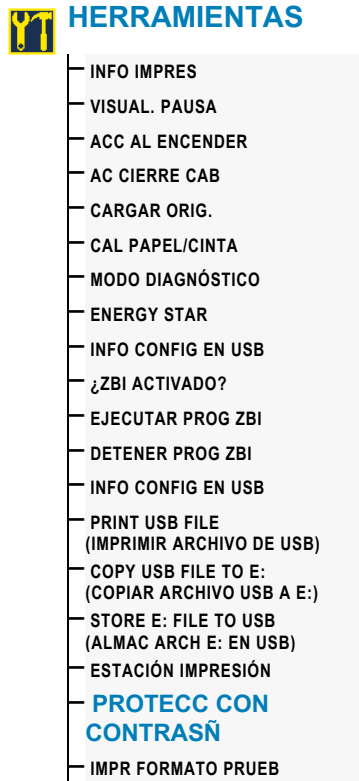 HERRAMIENTAS
INFO IMPRES
VISUAL. PAUSA
ACC AL ENCENDER
AC CIERRE CAB
CARGAR ORIG.
CAL PAPEL/CINTA
MODO DIAGNÓSTICO
ENERGY STAR
INFO CONFIG EN USB
¿ZBI ACTIVADO?
EJECUTAR PROG ZBI
DETENER PROG ZBI
INFO CONFIG EN USB
PRINT USB FILE
(IMPRIMIR ARCHIVO DE USB)
COPY USB FILE TO E:
(COPIAR ARCHIVO USB A E:)
STORE E: FILE TO USB
(ALMAC ARCH E: EN USB)
ESTACIÓN IMPRESIÓN
PROTECC CON
CONTRASÑ
IMPR FORMATO PRUEB